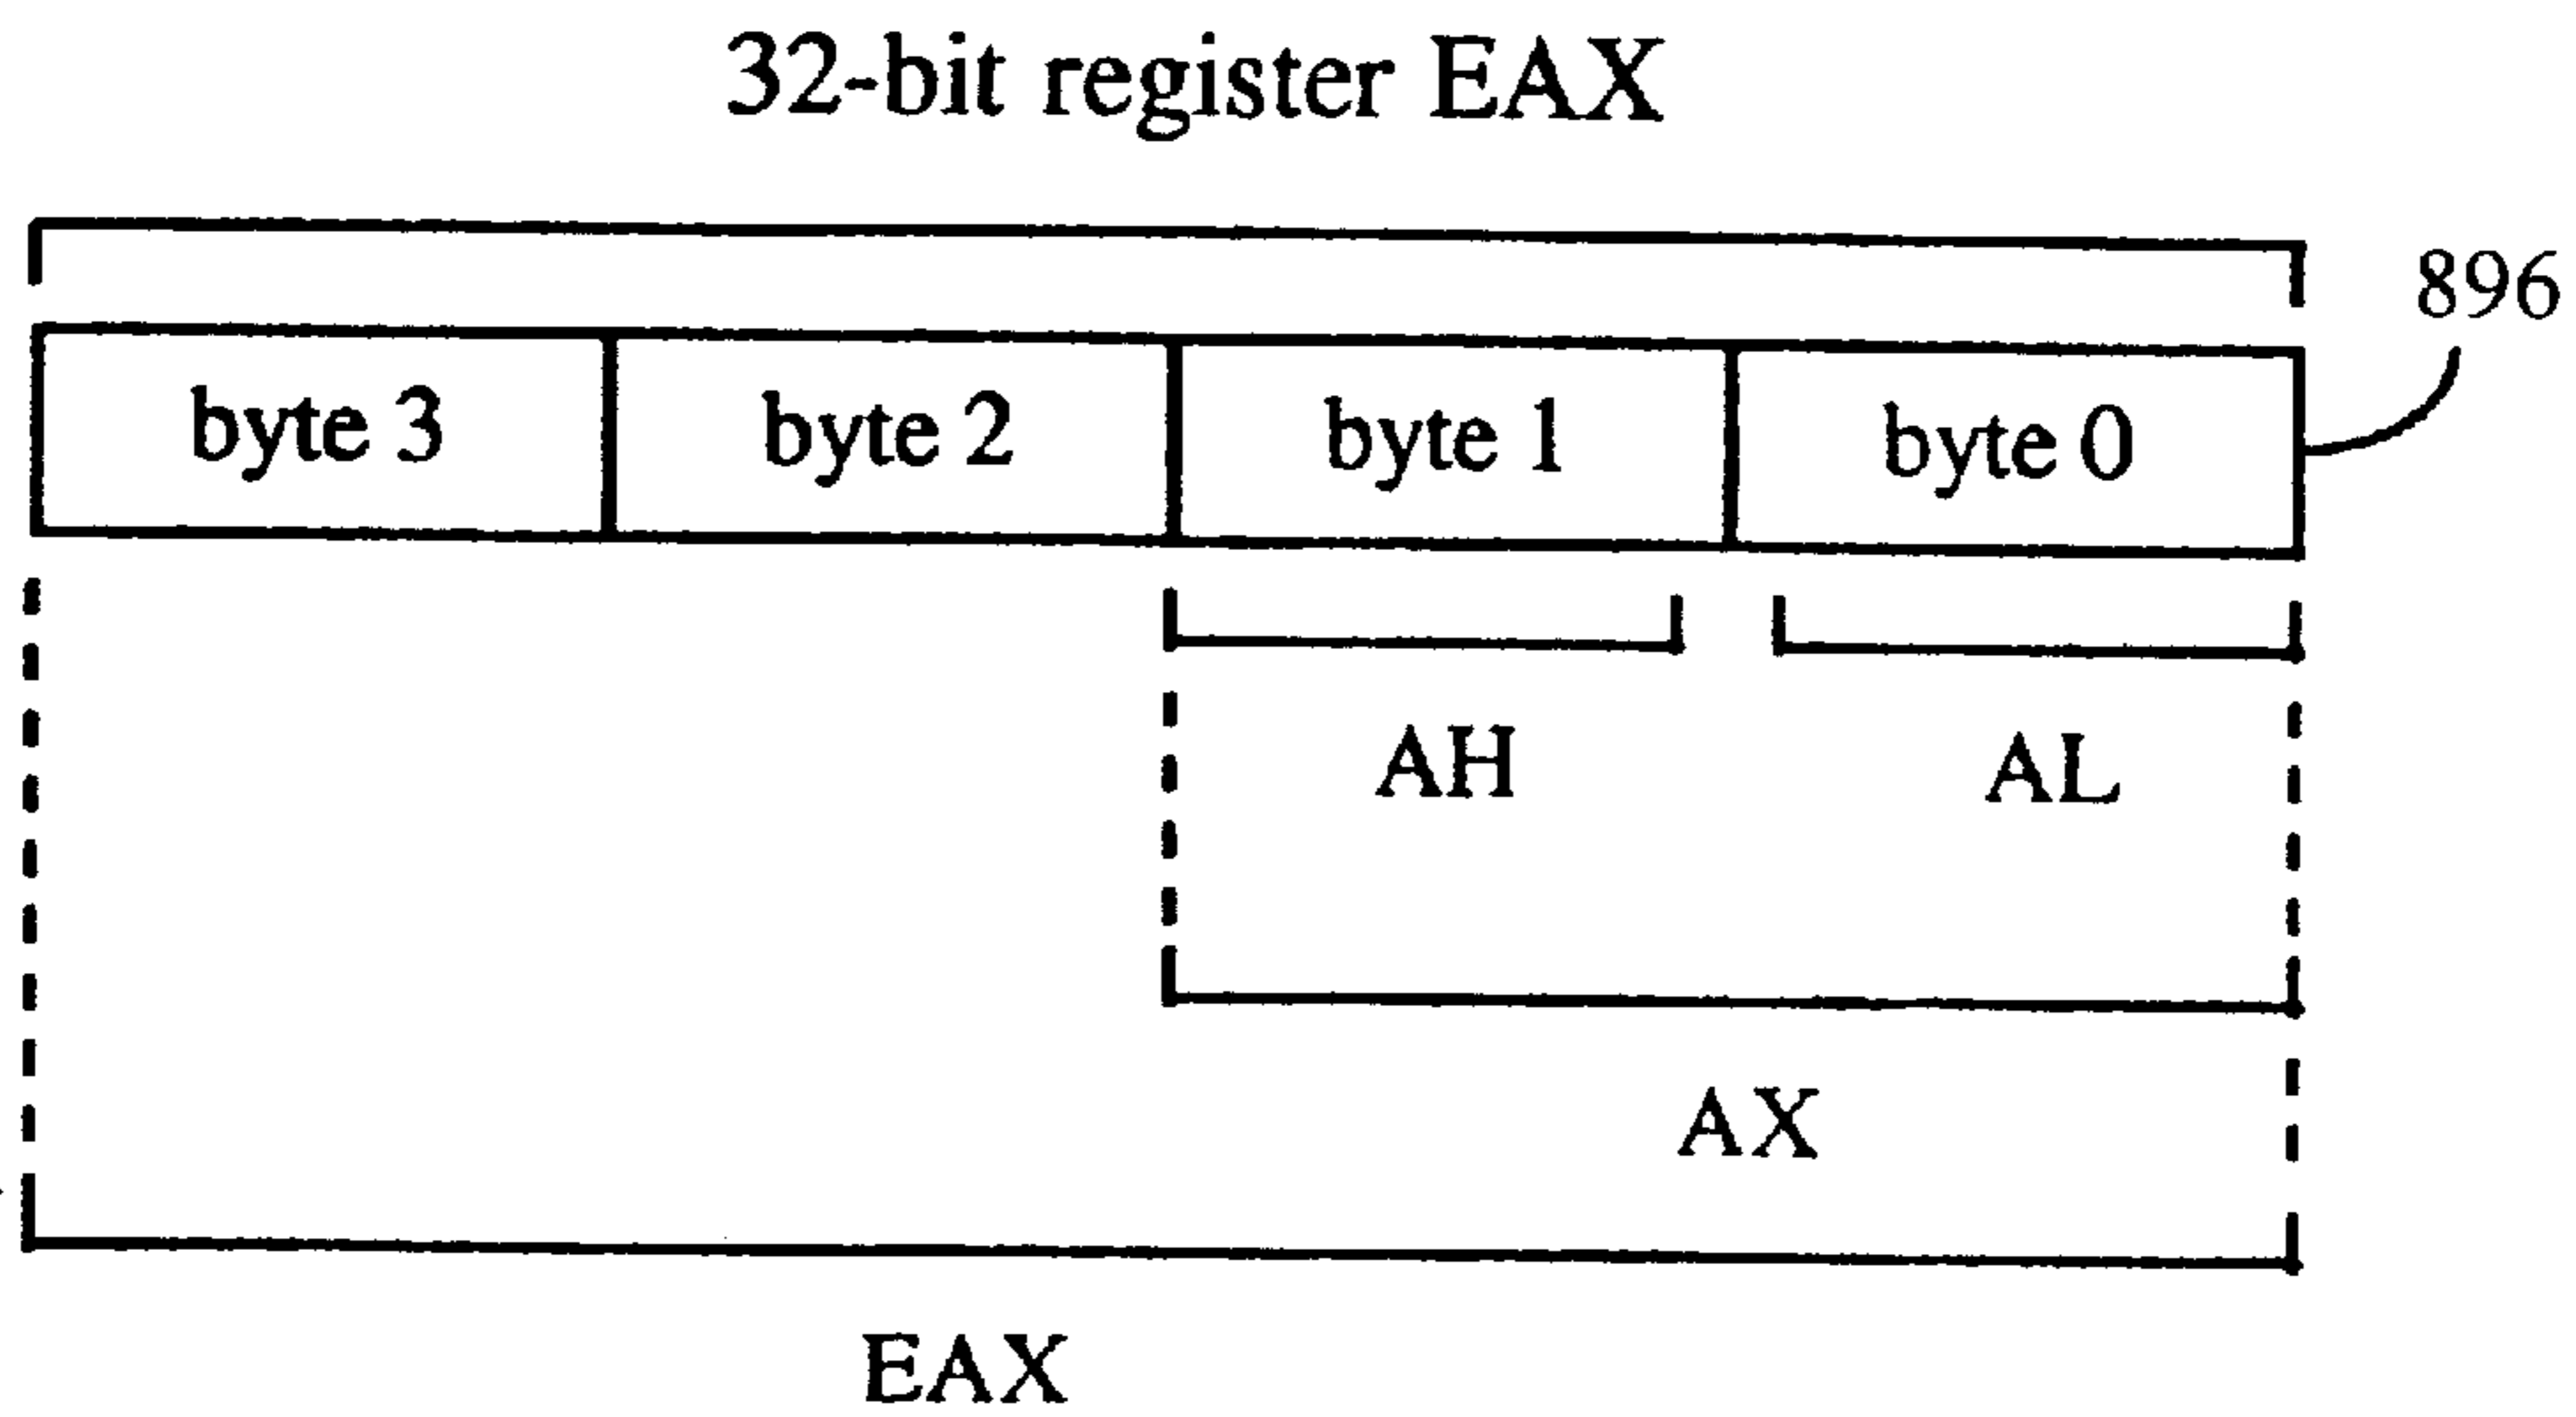 32-bit register EAX
896
byte 3 byte 2 byte 1 byte 0
AH AL
AX
EAX